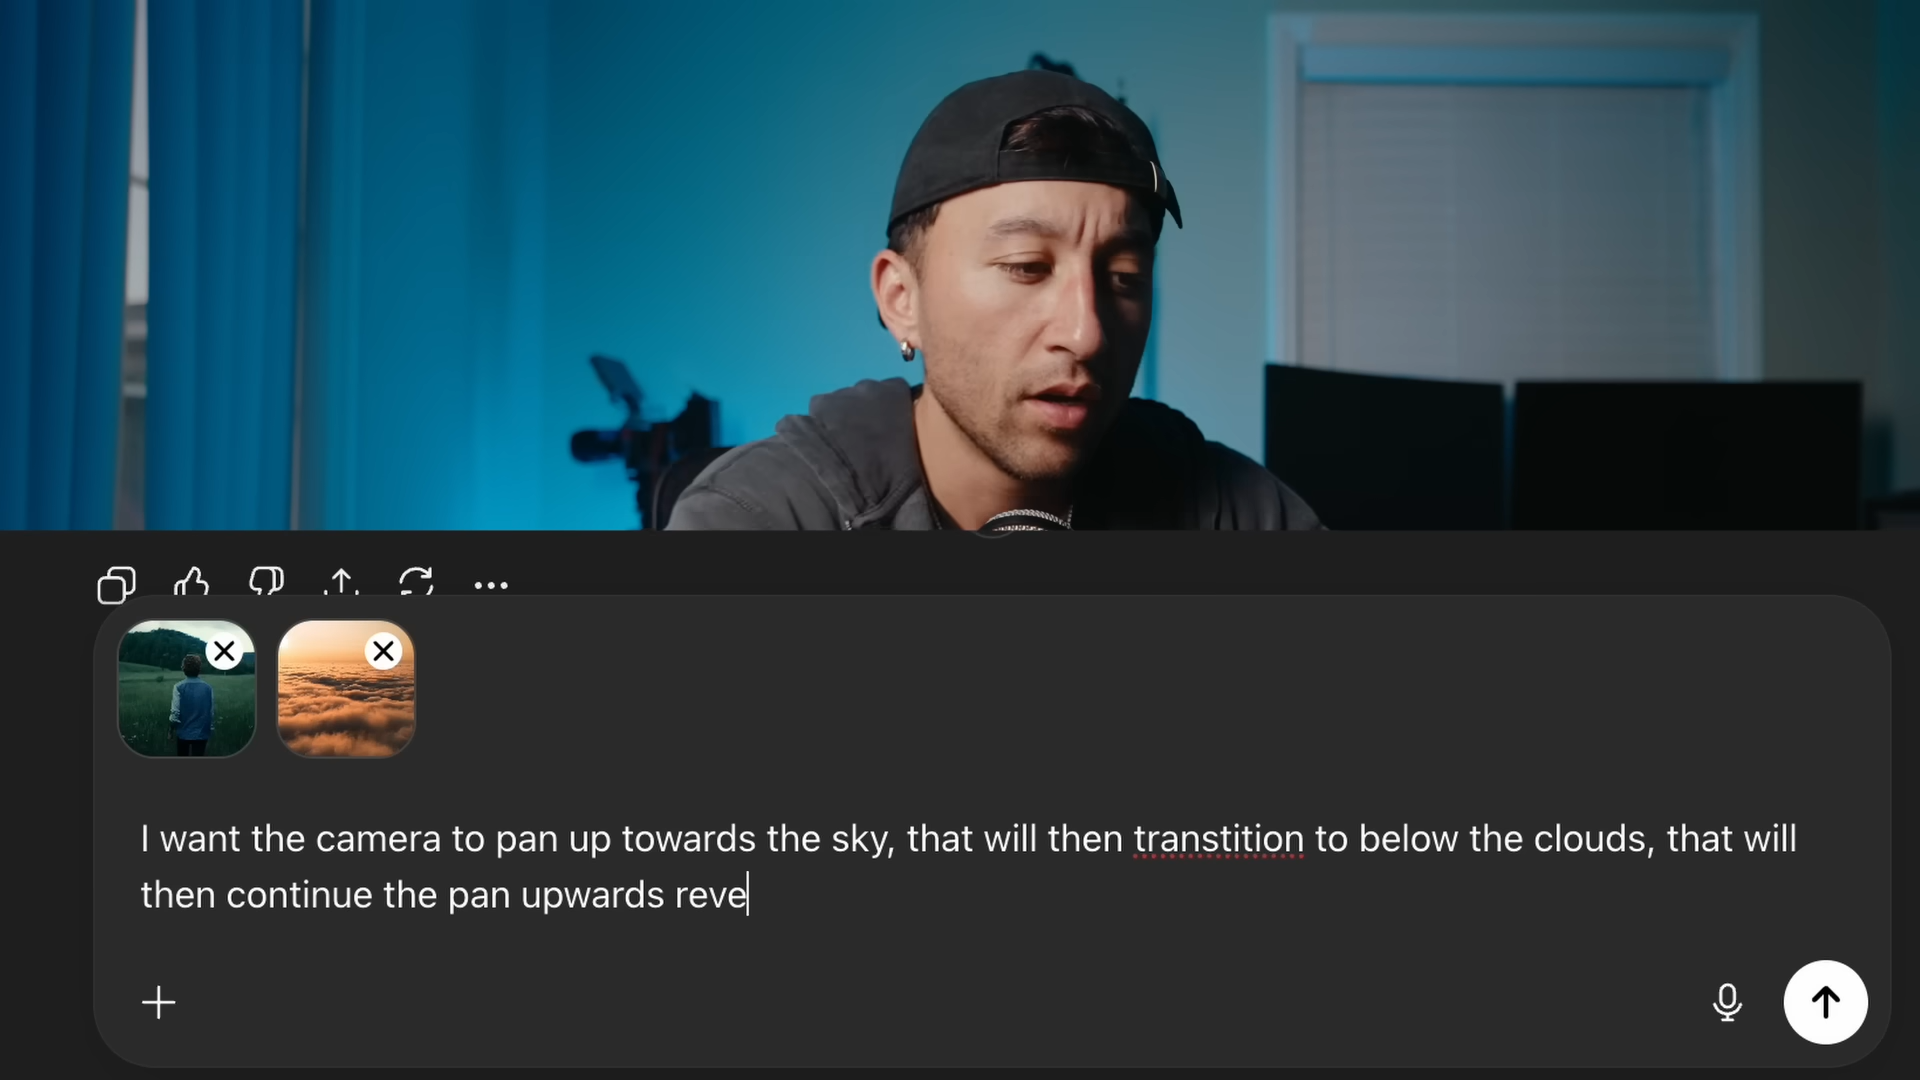 I want the camera to pan up towards the sky, that will then transtition to below the clouds, that will
then continue the pan upwards reve